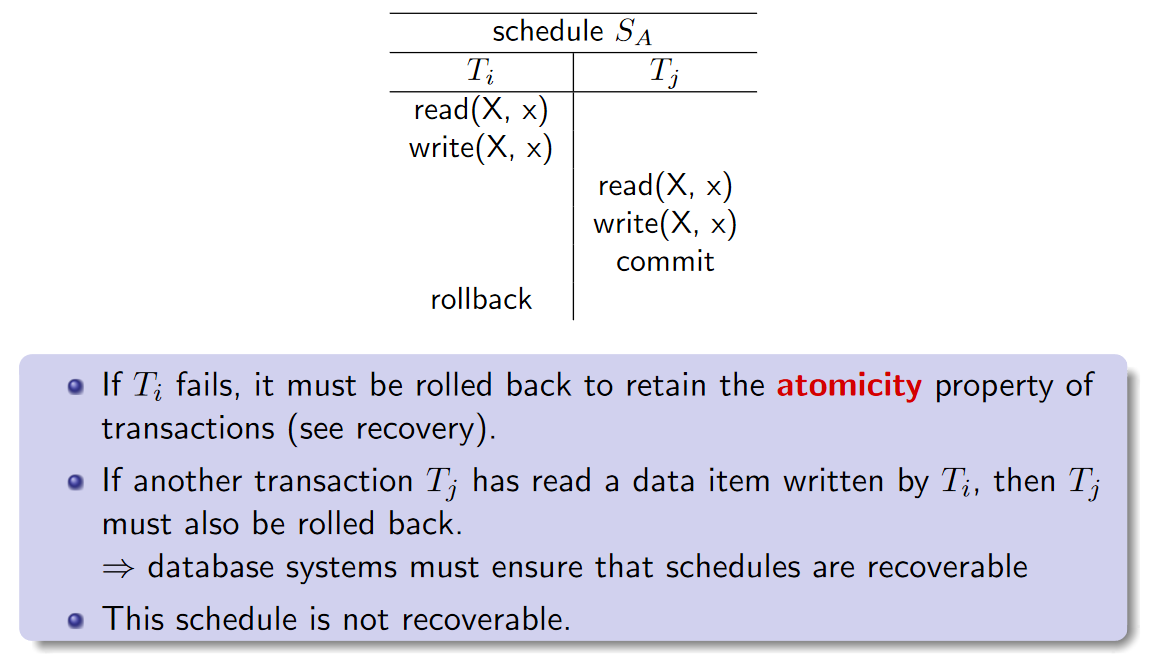 schedule S_A
T_i T_j
read(X, x)
write(X, x)
read(X, x)
write(X, x)
commit
rollback
If T_i fails, it must be rolled back to retain the atomicity property of
transactions (see recovery).
If another transaction T_j has read a data item written by T_i, then T_j
must also be rolled back.
⇒ database systems must ensure that schedules are recoverable
This schedule is not recoverable.